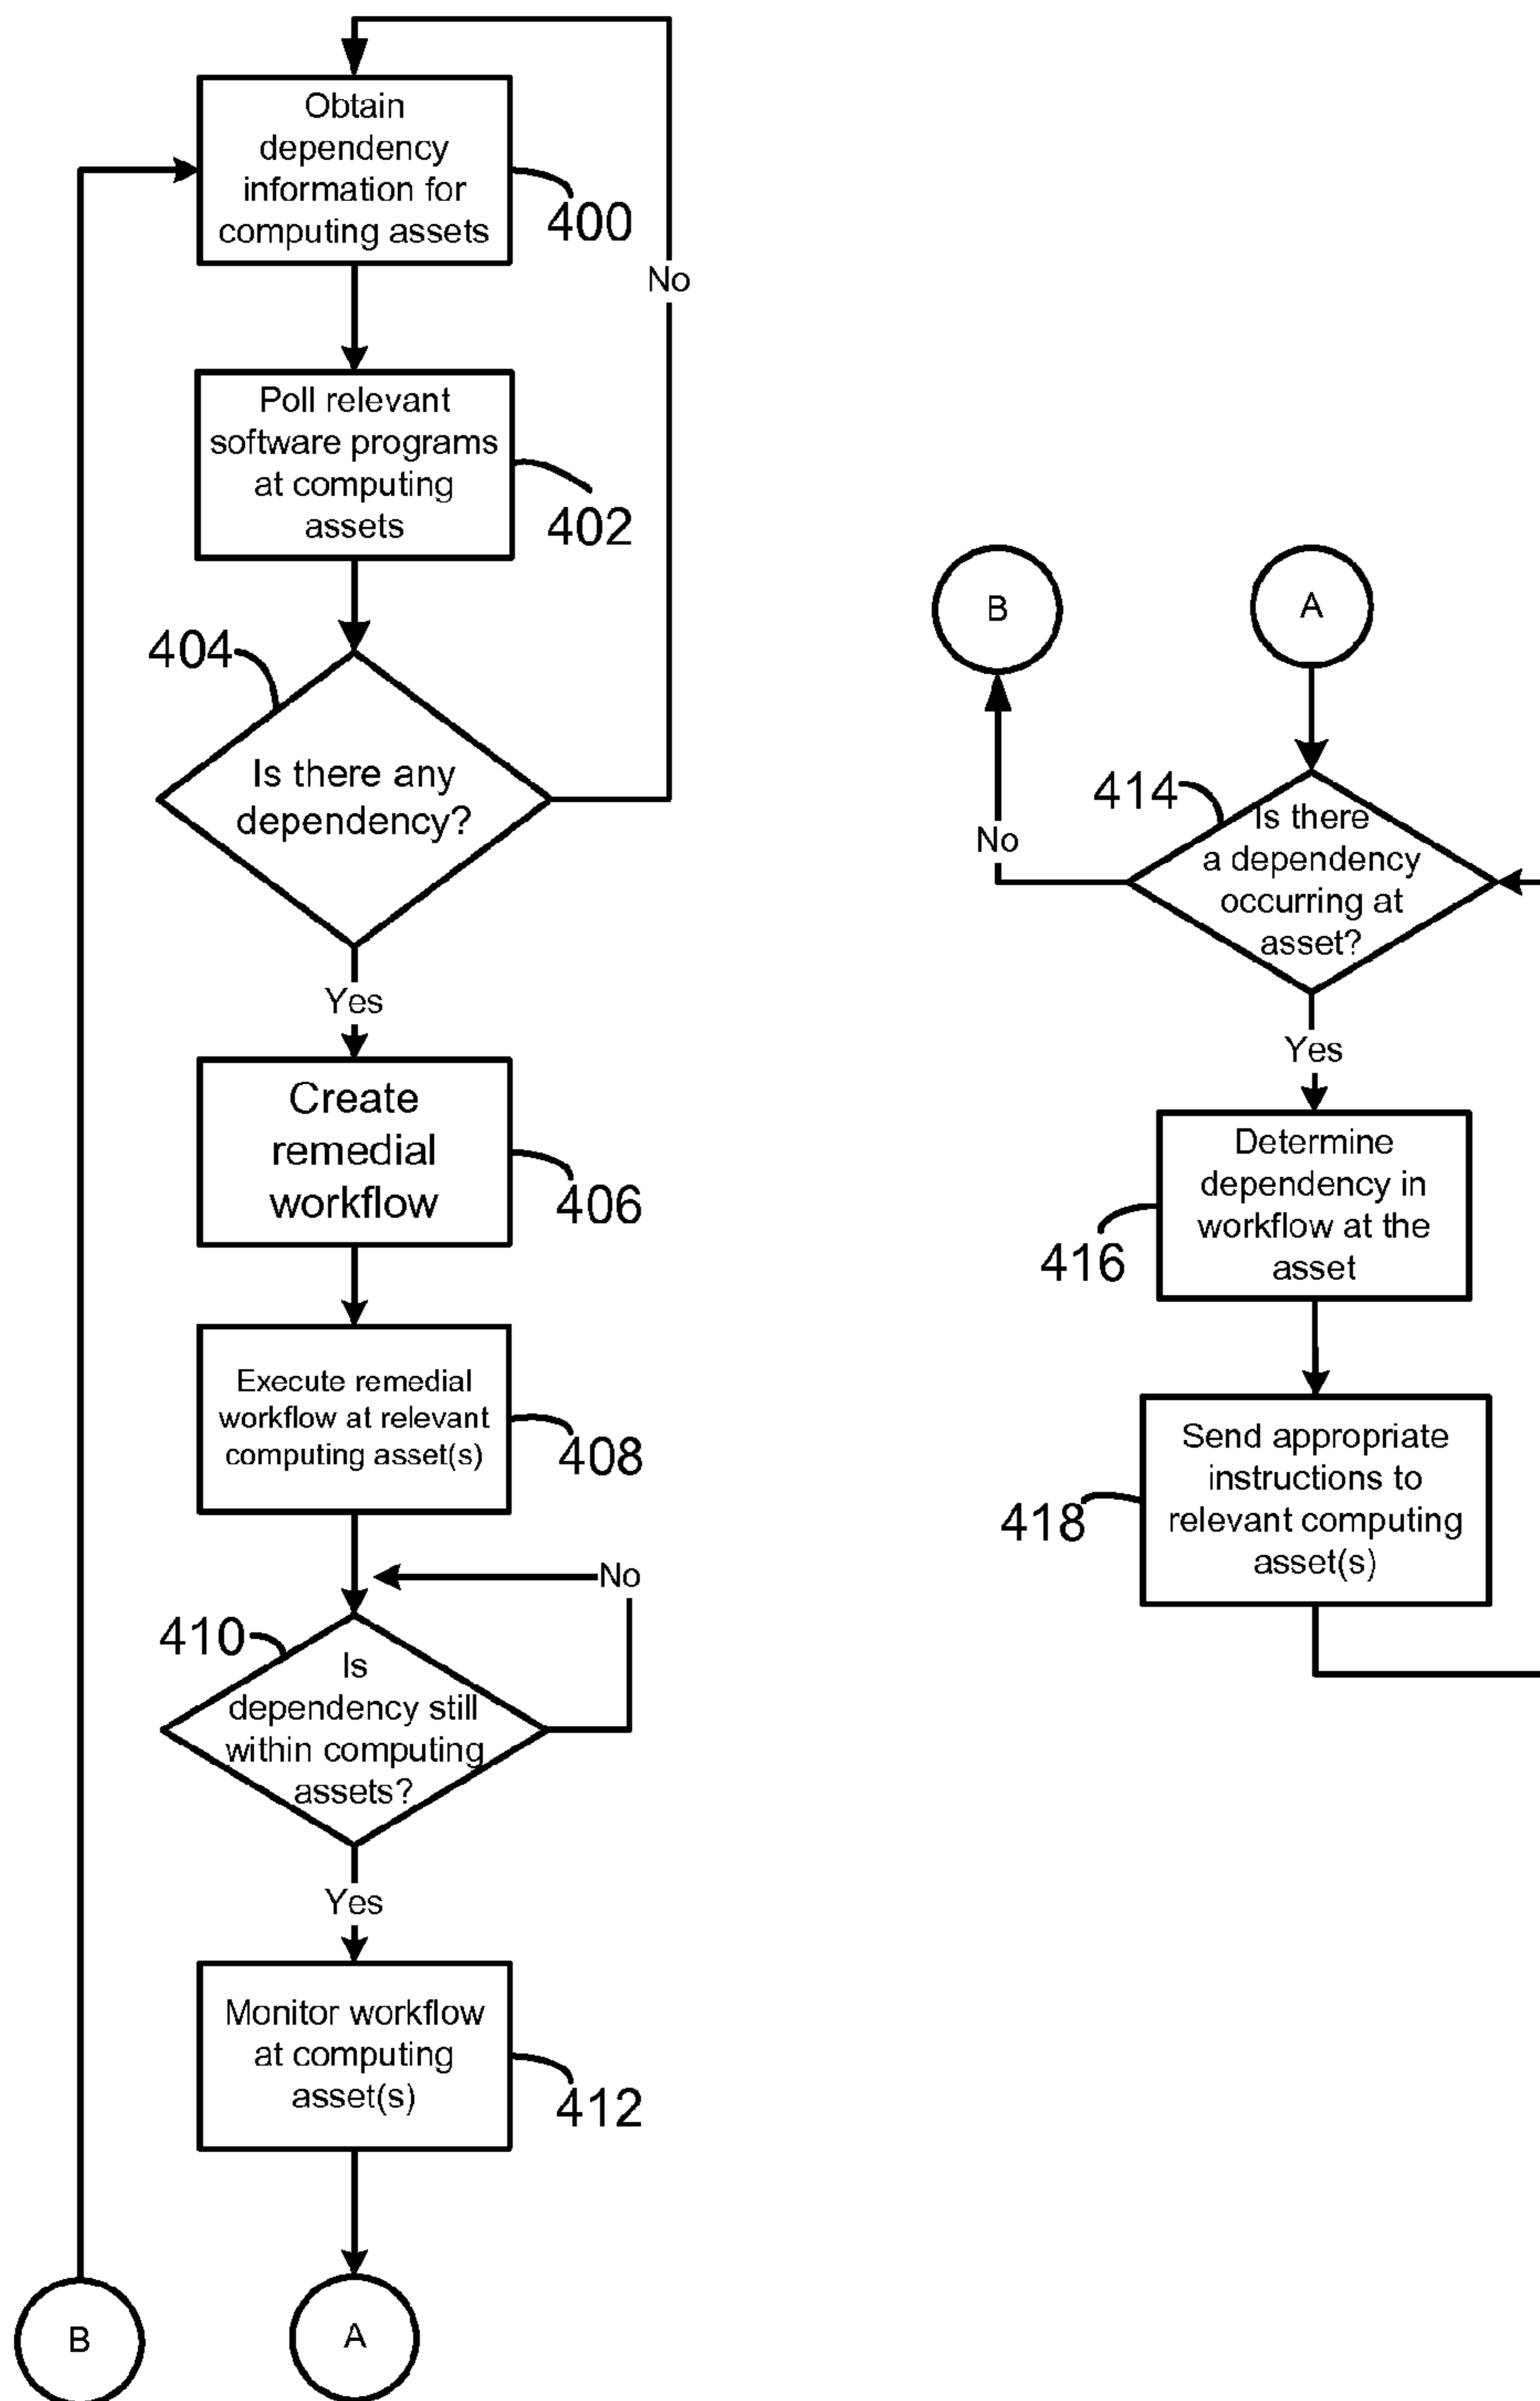 Obtain
dependency
information for
computing assets
400
No
Poll relevant
software programs
at computing
assets
402
404
Is there any
dependency?
Yes
Create
remedial
workflow
406
Execute remedial
workflow at relevant
computing asset(s)
408
No
410
Is
dependency still
within computing
assets?
Yes
Monitor workflow
at computing
asset(s)
412
B
A
B
A
414
Is there
a dependency
occurring at
asset?
No
Yes
Determine
dependency in
workflow at the
asset
416
Send appropriate
instructions to
relevant computing
asset(s)
418